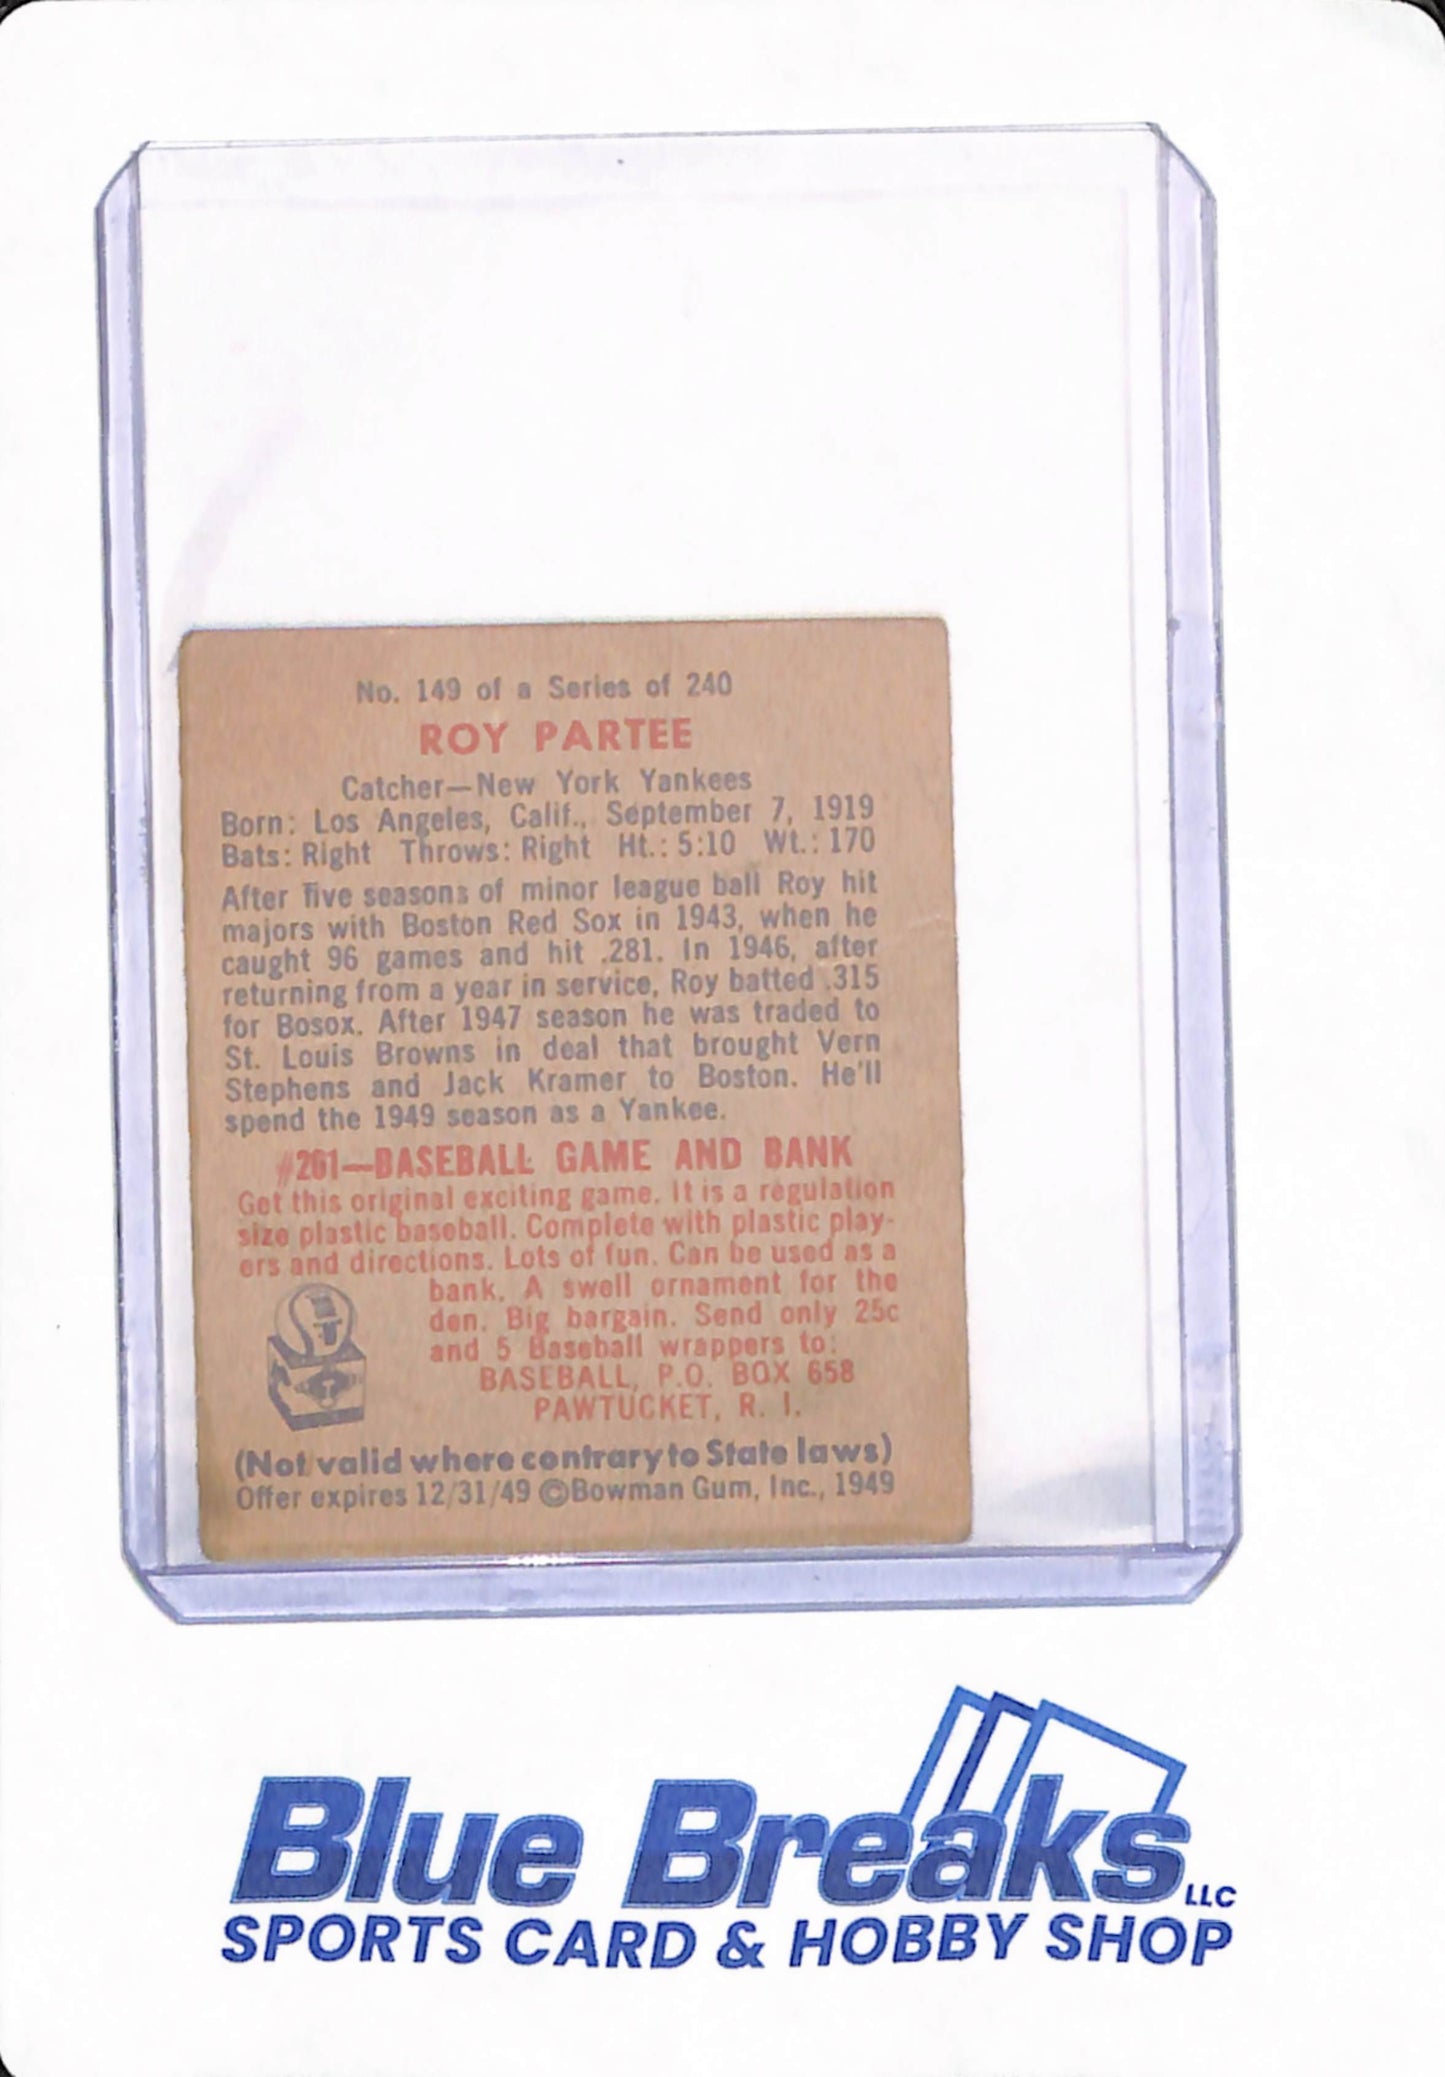 No. 149 of a Series of 240
ROY PARTEE
Catcher—New York Yankees
Born: Los Angeles, Calif., September 7, 1919
Bats: Right Throws: Right Ht.: 5:10 Wt.: 170
After five seasons of minor league ball Roy hit
majors with Boston Red Sox in 1943, when he
caught 96 games and hit .281. In 1946, after
returning from a year in service, Roy batted .315
for Bosox. After 1947 season he was traded to
St. Louis Browns in deal that brought Vern
Stephens and Jack Kramer to Boston. He'll
spend the 1949 season as a Yankee.
#261—BASEBALL GAME AND BANK
Get this original exciting game. It is a regulation
size plastic baseball. Complete with plastic play-
ers and directions. Lots of fun. Can be used as a
bank. A swell ornament for the
den. Big bargain. Send only 25c
and 5 Baseball wrappers to:
BASEBALL, P.O. BOX 658
PAWTUCKET, R. I.
(Not valid where contrary to State laws)
Offer expires 12/31/49 ©Bowman Gum, Inc., 1949
Blue Breaks LLC
SPORTS CARD & HOBBY SHOP